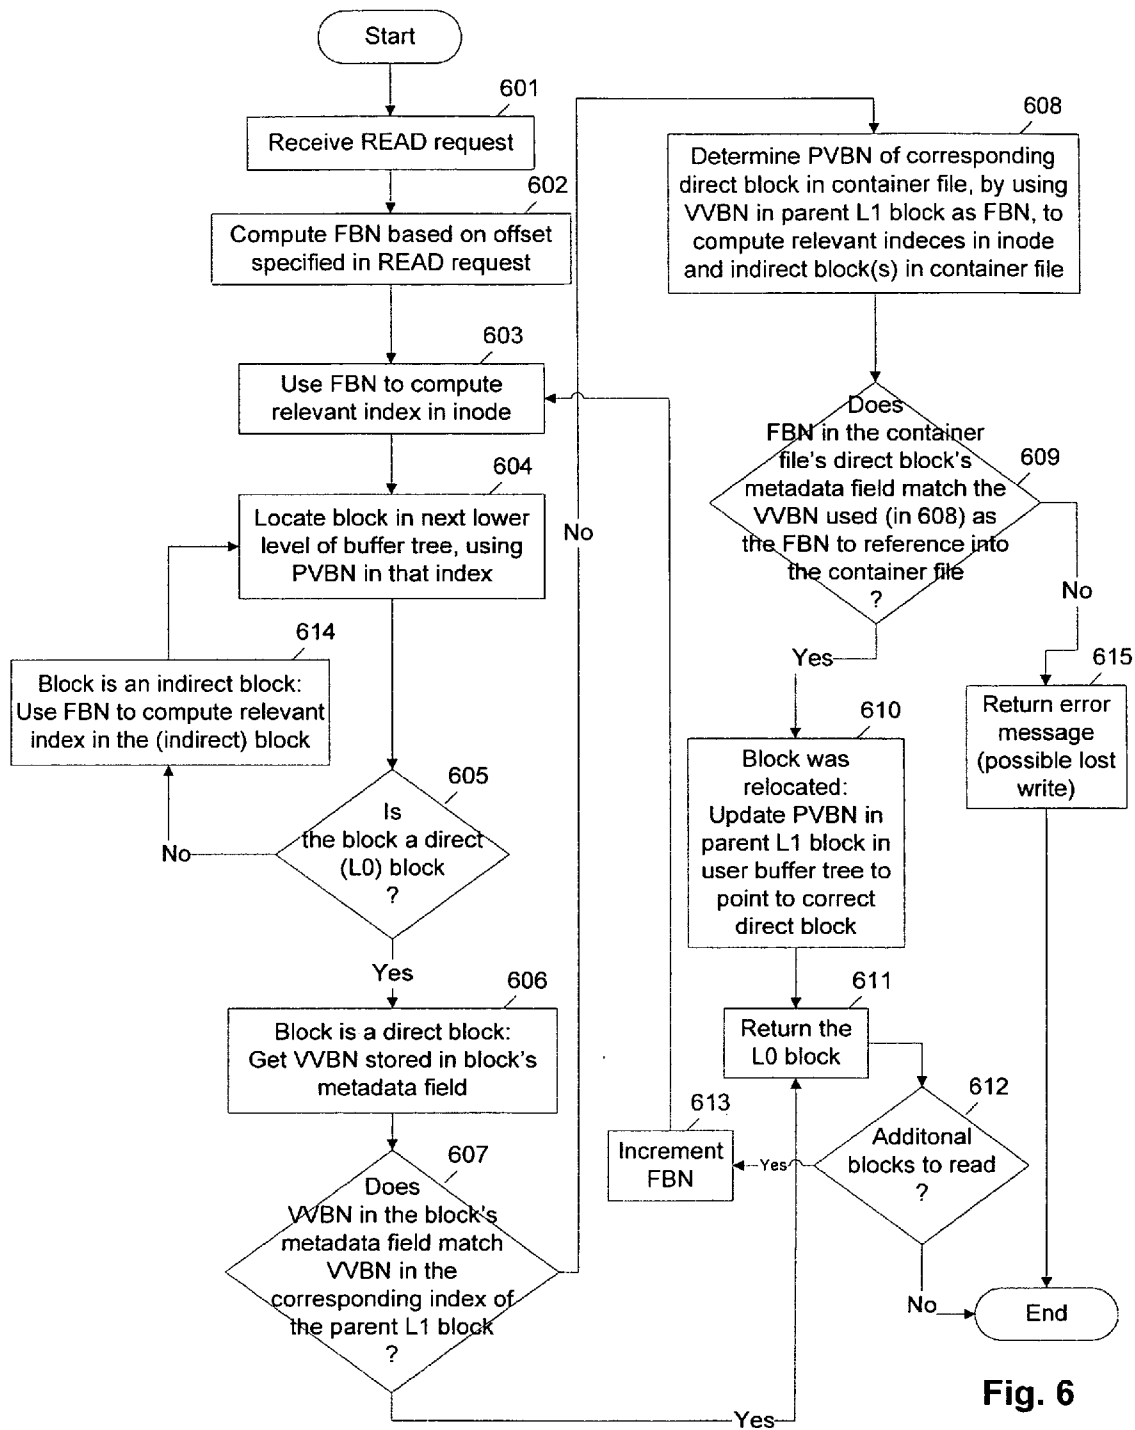 Start
601
Receive READ request
602
Compute FBN based on offset
specified in READ request
603
Use FBN to compute
relevant index in inode
604
Locate block in next lower
level of buffer tree, using
PVBN in that index
614
Block is an indirect block:
Use FBN to compute relevant
index in the (indirect) block
605
Is
the block a direct
(L0) block
?
No
Yes
606
Block is a direct block:
Get VVBN stored in block's
metadata field
607
Does
VVBN in the block's
metadata field match
VVBN in the
corresponding index of
the parent L1 block
?
No
Yes
608
Determine PVBN of corresponding
direct block in container file, by using
VVBN in parent L1 block as FBN, to
compute relevant indeces in inode
and indirect block(s) in container file
609
Does
FBN in the container
file's direct block's
metadata field match the
VVBN used (in 608) as
the FBN to reference into
the container file
?
No
Yes
615
Return error
message
(possible lost
write)
610
Block was
relocated:
Update PVBN in
parent L1 block in
user buffer tree to
point to correct
direct block
611
Return the
L0 block
612
Additonal
blocks to read
?
Yes
613
Increment
FBN
No
End
Fig. 6